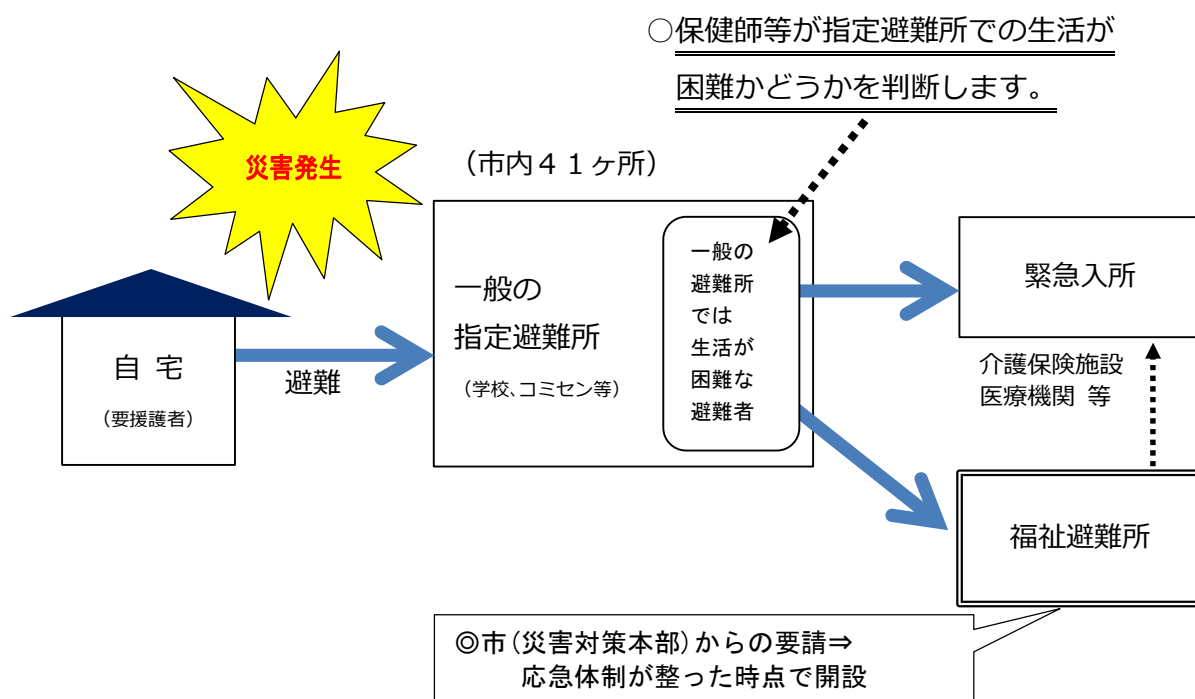 ○保健師等が指定避難所での生活が
困難かどうかを判断します。
災害発生
（市内４１ヶ所）
自 宅
（要援護者）
避難
一般の
指定避難所
（学校、コミセン等）
一般の
避難所
では
生活が
困難な
避難者
緊急入所
介護保険施設
医療機関 等
福祉避難所
◎市（災害対策本部）からの要請⇒
応急体制が整った時点で開設